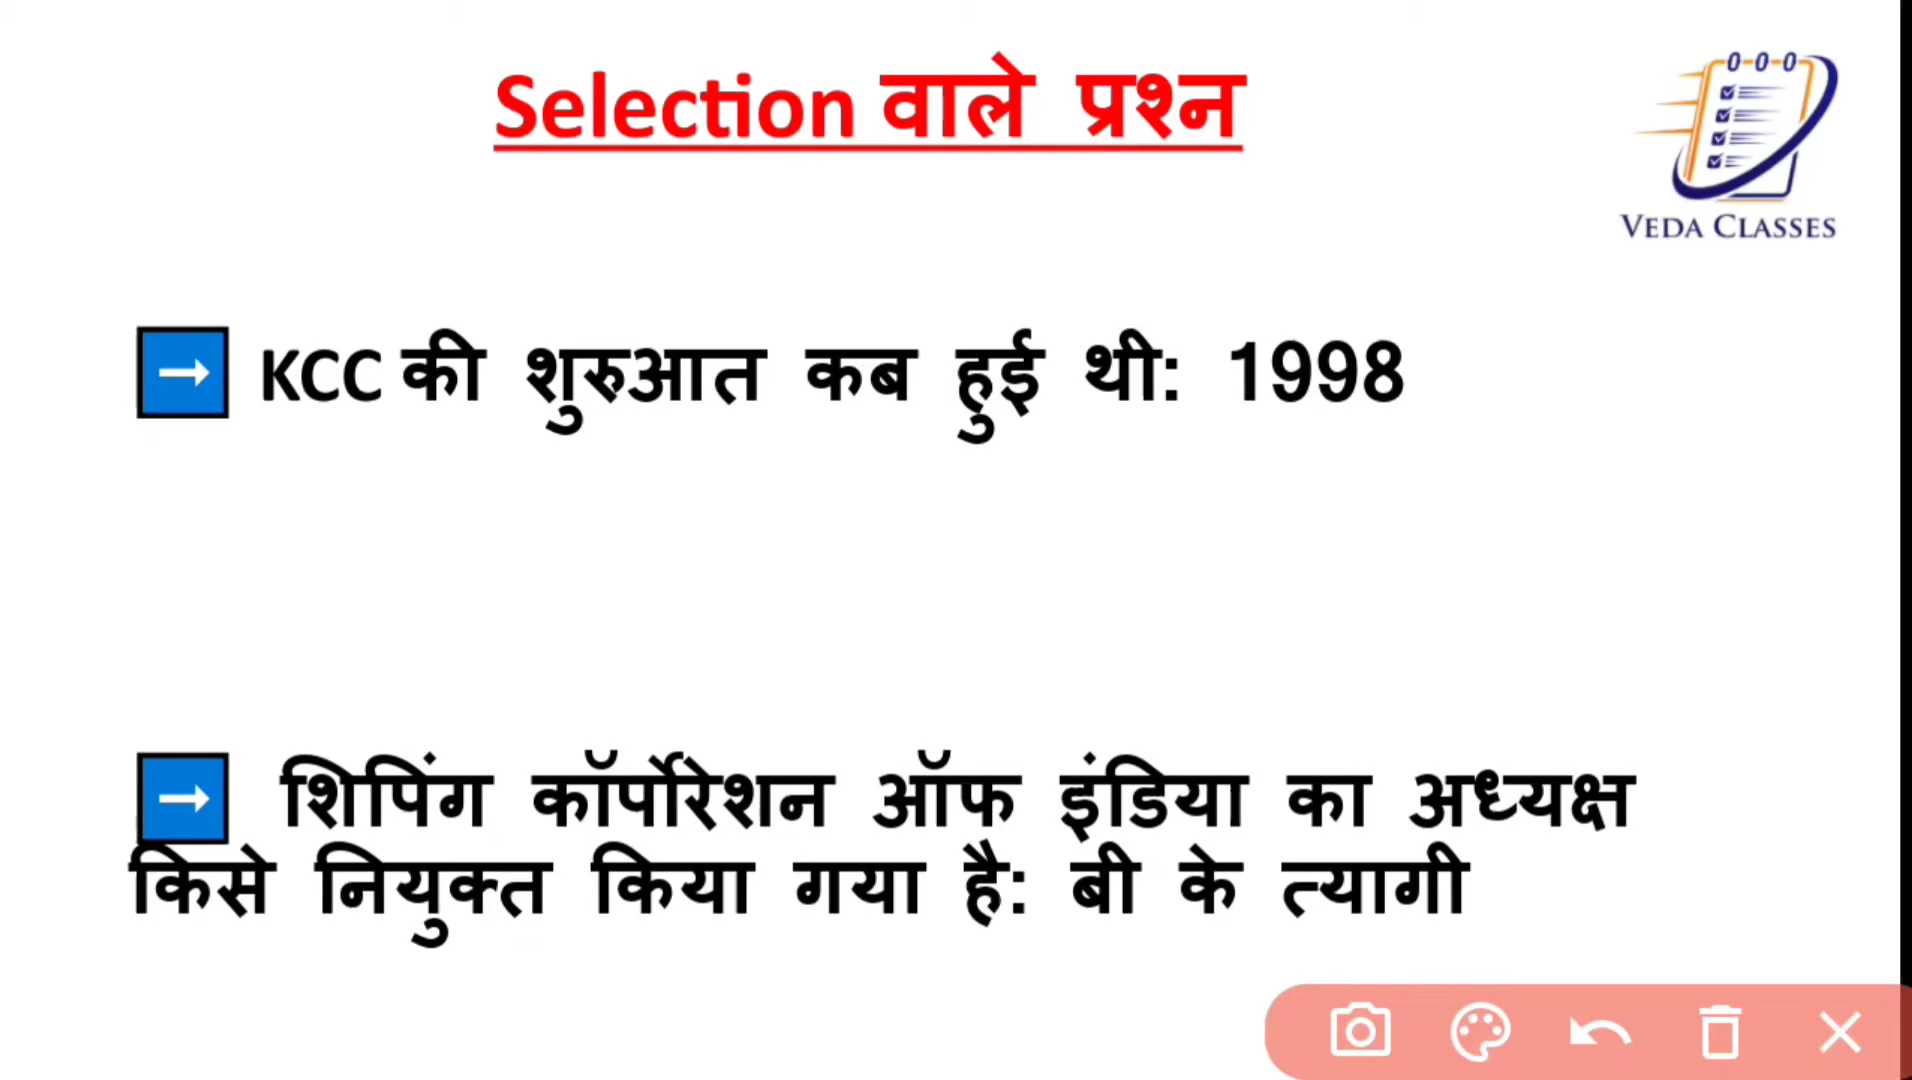 Selection वाले प्रश्न
VEDA CLASSES
KCC की शुरुआत कब हुई थी: 1998
शिपिंग कॉर्पोरेशन ऑफ इंडिया का अध्यक्ष
किसे नियुक्त किया गया है: बी के त्यागी